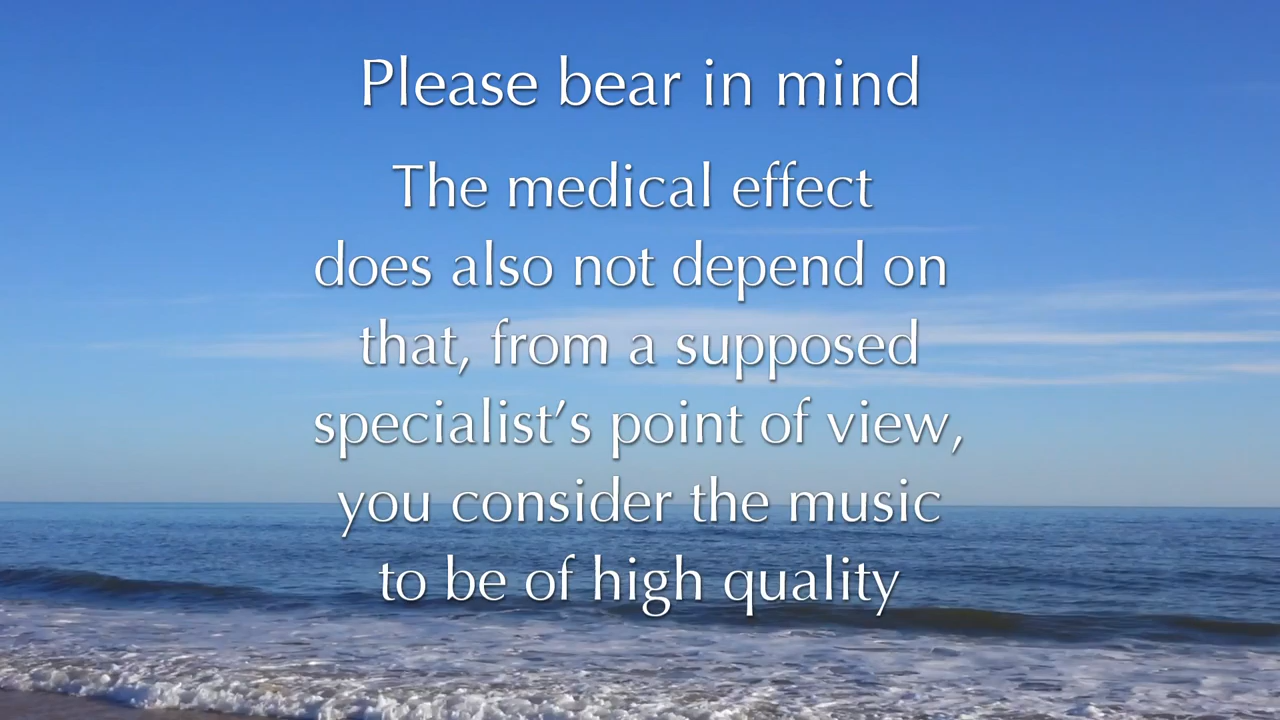 Please bear in mind
The medical effect
does also not depend on
that, from a supposed
specialist’s point of view,
you consider the music
to be of high quality